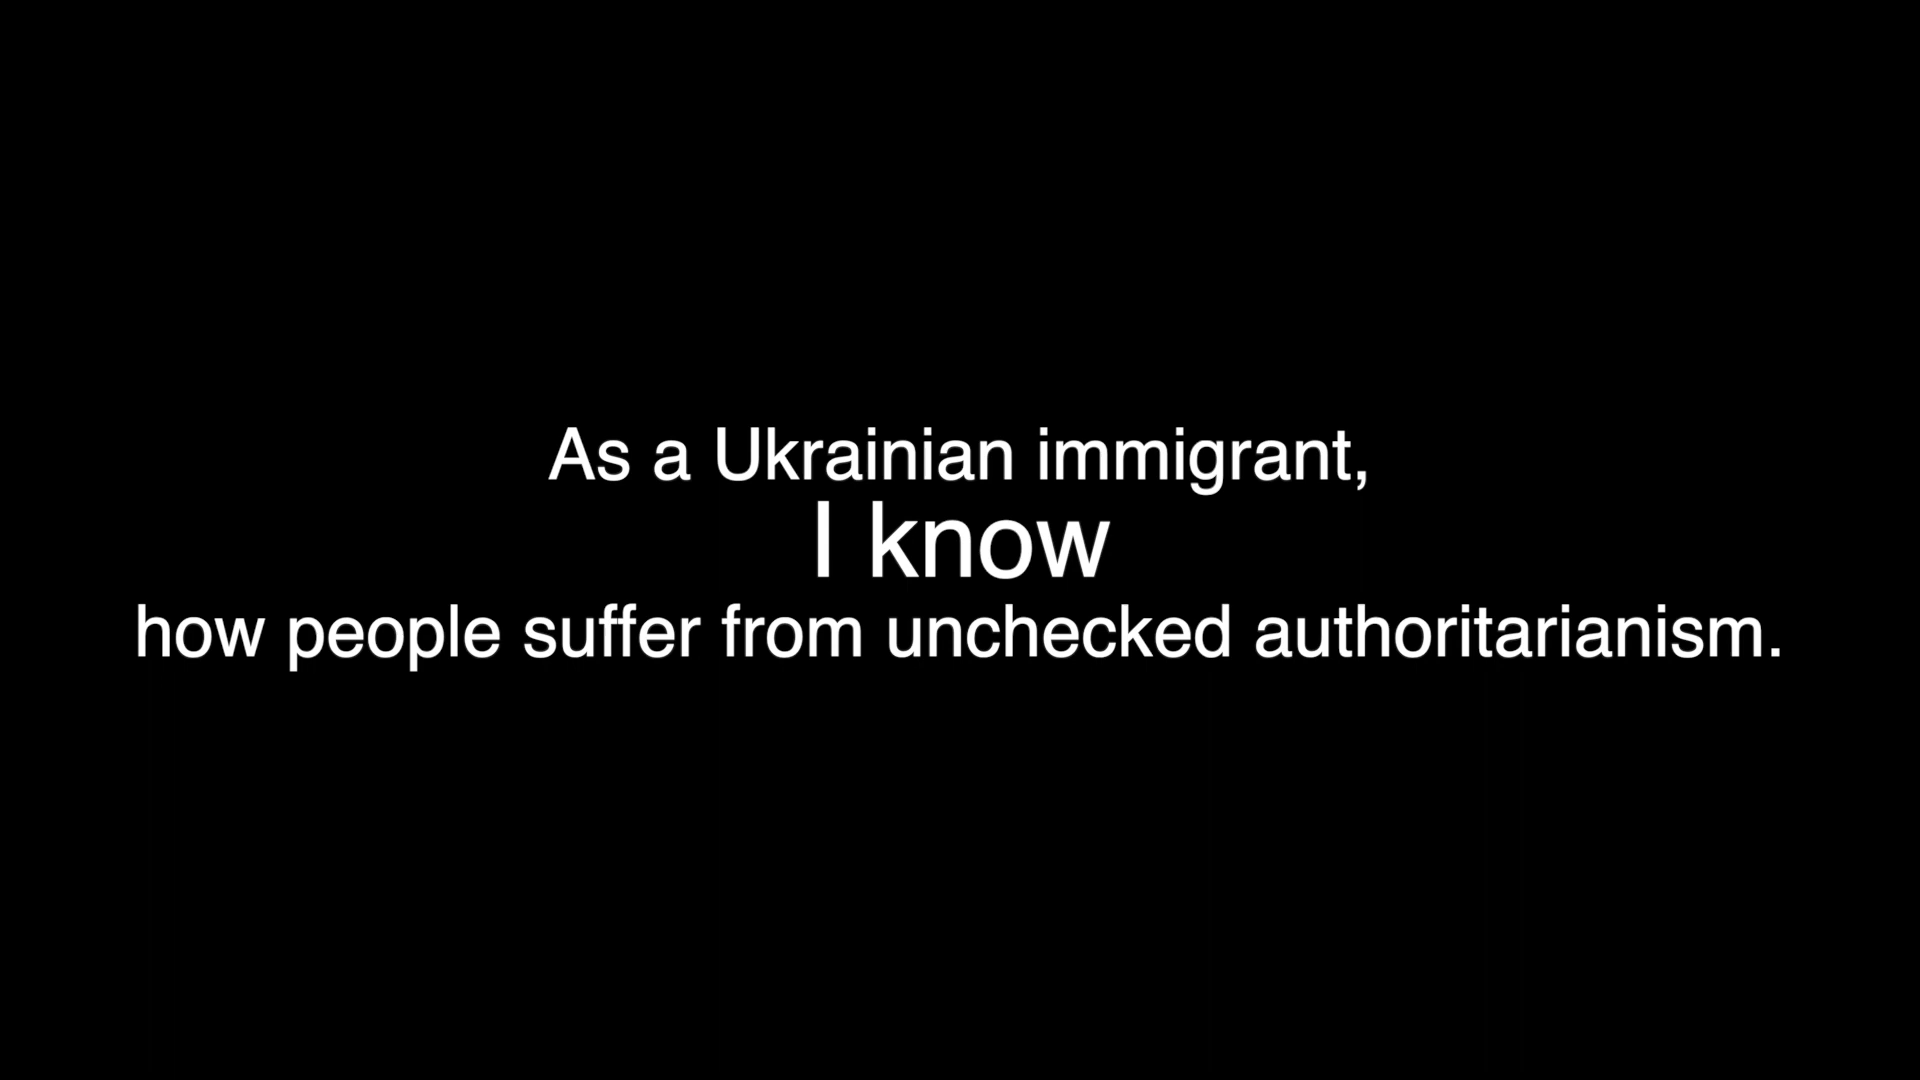 As a Ukrainian immigrant,
I know
how people suffer from unchecked authoritarianism.